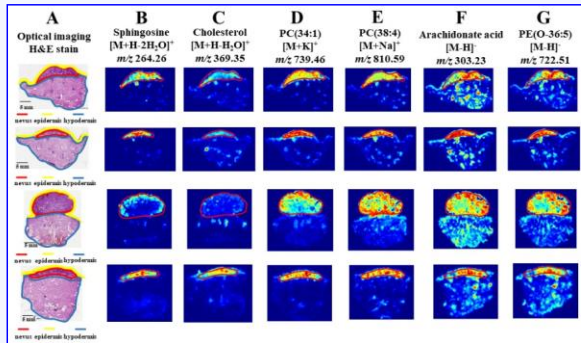 A B C D E F G
Optical imaging Sphingosine Cholesterol PC(34:1) PC(38:4) Arachidonate acid PE(O-36:5)
H&E stain [M+H-2H₂O]⁺ [M+H-H₂O]⁺ [M+K]⁺ [M+Na]⁺ [M-H]⁻ [M-H]⁻
m/z 264.26 m/z 369.35 m/z 739.46 m/z 810.59 m/z 303.23 m/z 722.51
5 mm
nevus epidermis hypodermis
5 mm
nevus epidermis hypodermis
5 mm
nevus epidermis hypodermis
5 mm
nevus epidermis hypodermis